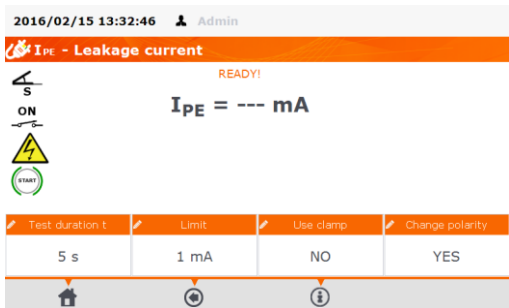 2016/02/15 13:32:46 Admin
IPE - Leakage current
READY!
IPE = --- mA
S
ON
START
Test duration t Limit Use clamp Change polarity
5 s 1 mA NO YES